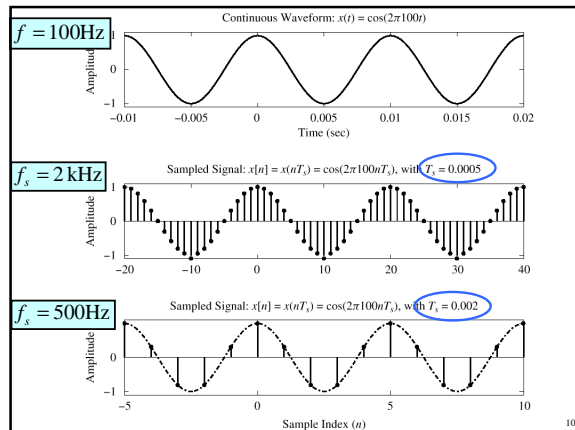 Continuous Waveform: x(t) = cos(2π100t)
f = 100Hz
1
0
−1
Amplitude
−0.01 −0.005 0 0.005 0.01 0.015 0.02
Time (sec)
f_s = 2 kHz
Sampled Signal: x[n] = x(nT_s) = cos(2π100nT_s), with T_s = 0.0005
1
0
−1
Amplitude
−20 −10 0 10 20 30 40
f_s = 500Hz
Sampled Signal: x[n] = x(nT_s) = cos(2π100nT_s), with T_s = 0.002
1
0
−1
Amplitude
−5 0 5 10
Sample Index (n)
10